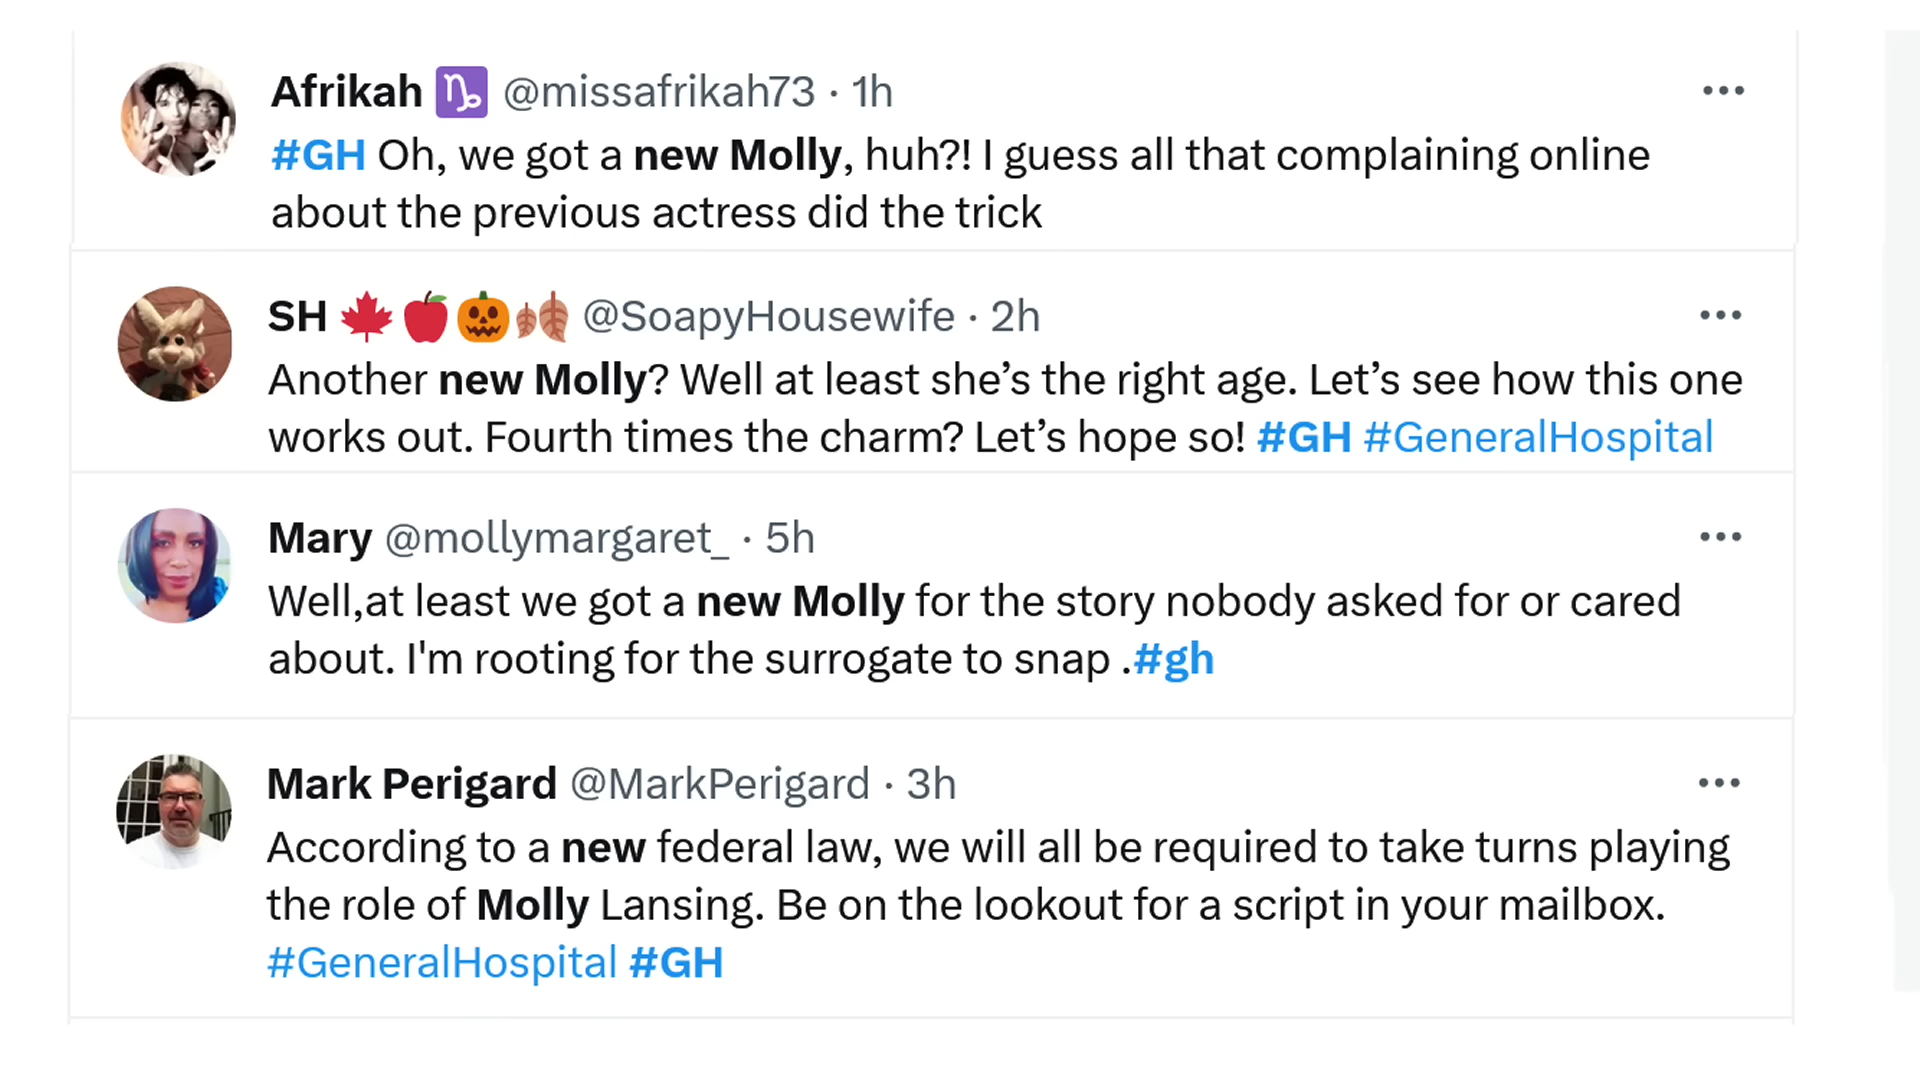 Afrikah ♑ @missafrikah73 · 1h
#GH Oh, we got a new Molly, huh?! I guess all that complaining online
about the previous actress did the trick
SH 🍁🍎🎃🍂 @SoapyHousewife · 2h
Another new Molly? Well at least she’s the right age. Let’s see how this one
works out. Fourth times the charm? Let’s hope so! #GH #GeneralHospital
Mary @mollymargaret_ · 5h
Well,at least we got a new Molly for the story nobody asked for or cared
about. I'm rooting for the surrogate to snap .#gh
Mark Perigard @MarkPerigard · 3h
According to a new federal law, we will all be required to take turns playing
the role of Molly Lansing. Be on the lookout for a script in your mailbox.
#GeneralHospital #GH